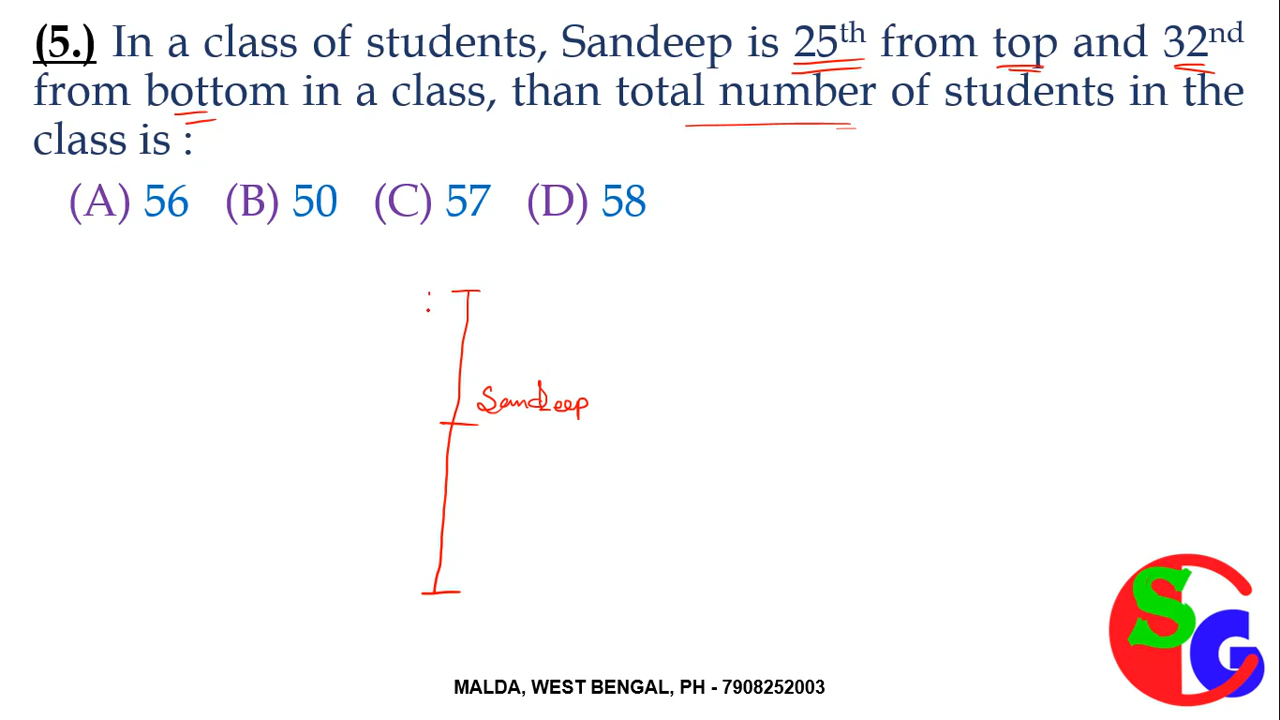 (5.) In a class of students, Sandeep is 25th from top and 32nd
from bottom in a class, than total number of students in the
class is :
(A) 56 (B) 50 (C) 57 (D) 58
Sandeep
SG
MALDA, WEST BENGAL, PH - 7908252003